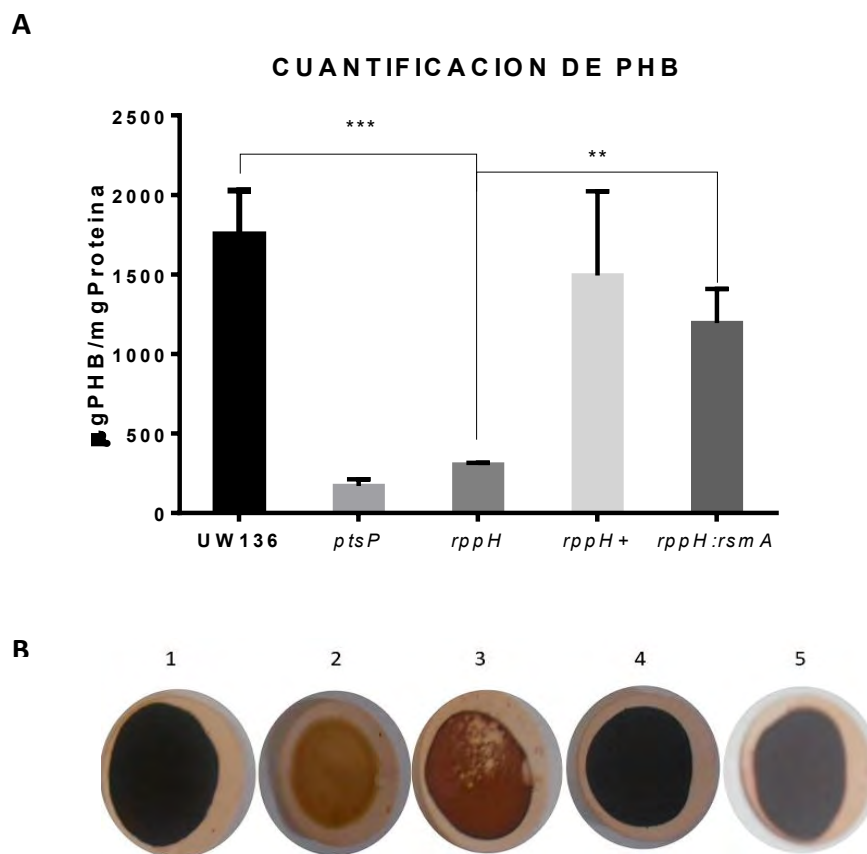 A
CUANTIFICACION DE PHB
µgPHB/mgProteina
2500
2000
1500
1000
500
0
***
**
UW136 ptsP rppH rppH+ rppH:rsmA
B
1 2 3 4 5